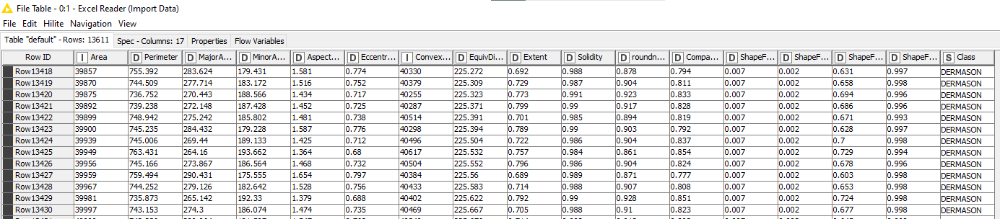 File Table - 0:1 - Excel Reader (Import Data)
File Edit Hilite Navigation View
Table "default" - Rows: 13611 Spec - Columns: 17 Properties Flow Variables
Row ID I Area D Perimeter D MajorA... D MinorA... D Aspect... D Eccentr... I Convex... D EquivDi... D Extent D Solidity D roundn... D Compa... D ShapeF... D ShapeF... D ShapeF... D ShapeF... S Class
Row13418 39857 755.392 283.624 179.431 1.581 0.774 40330 225.272 0.692 0.988 0.878 0.794 0.007 0.002 0.631 0.997 DERMASON
Row13419 39870 744.509 277.714 183.172 1.516 0.752 40379 225.309 0.729 0.987 0.904 0.811 0.007 0.002 0.658 0.998 DERMASON
Row13420 39875 736.752 270.443 188.566 1.434 0.717 40255 225.323 0.773 0.991 0.923 0.833 0.007 0.002 0.694 0.996 DERMASON
Row13421 39892 739.238 272.148 187.428 1.452 0.725 40287 225.371 0.799 0.99 0.917 0.828 0.007 0.002 0.686 0.996 DERMASON
Row13422 39899 748.942 275.242 185.802 1.481 0.738 40514 225.391 0.701 0.985 0.894 0.819 0.007 0.002 0.671 0.993 DERMASON
Row13423 39900 745.235 284.432 179.228 1.587 0.776 40298 225.394 0.789 0.99 0.903 0.792 0.007 0.002 0.628 0.997 DERMASON
Row13424 39939 745.006 269.44 189.133 1.425 0.712 40496 225.504 0.722 0.986 0.904 0.837 0.007 0.002 0.7 0.998 DERMASON
Row13425 39949 763.431 264.16 193.662 1.364 0.68 40617 225.532 0.757 0.984 0.861 0.854 0.007 0.002 0.729 0.994 DERMASON
Row13426 39956 745.166 273.867 186.564 1.468 0.732 40504 225.552 0.796 0.986 0.904 0.824 0.007 0.002 0.678 0.996 DERMASON
Row13427 39959 759.494 290.431 175.555 1.654 0.797 40384 225.56 0.689 0.989 0.871 0.777 0.007 0.002 0.603 0.998 DERMASON
Row13428 39967 744.252 279.126 182.642 1.528 0.756 40433 225.583 0.714 0.988 0.907 0.808 0.007 0.002 0.653 0.998 DERMASON
Row13429 39981 735.873 265.142 192.33 1.379 0.688 40402 225.622 0.792 0.99 0.928 0.851 0.007 0.002 0.724 0.998 DERMASON
Row13430 39997 743.153 274.3 186.074 1.474 0.735 40469 225.667 0.705 0.988 0.91 0.823 0.007 0.002 0.677 0.998 DERMASON